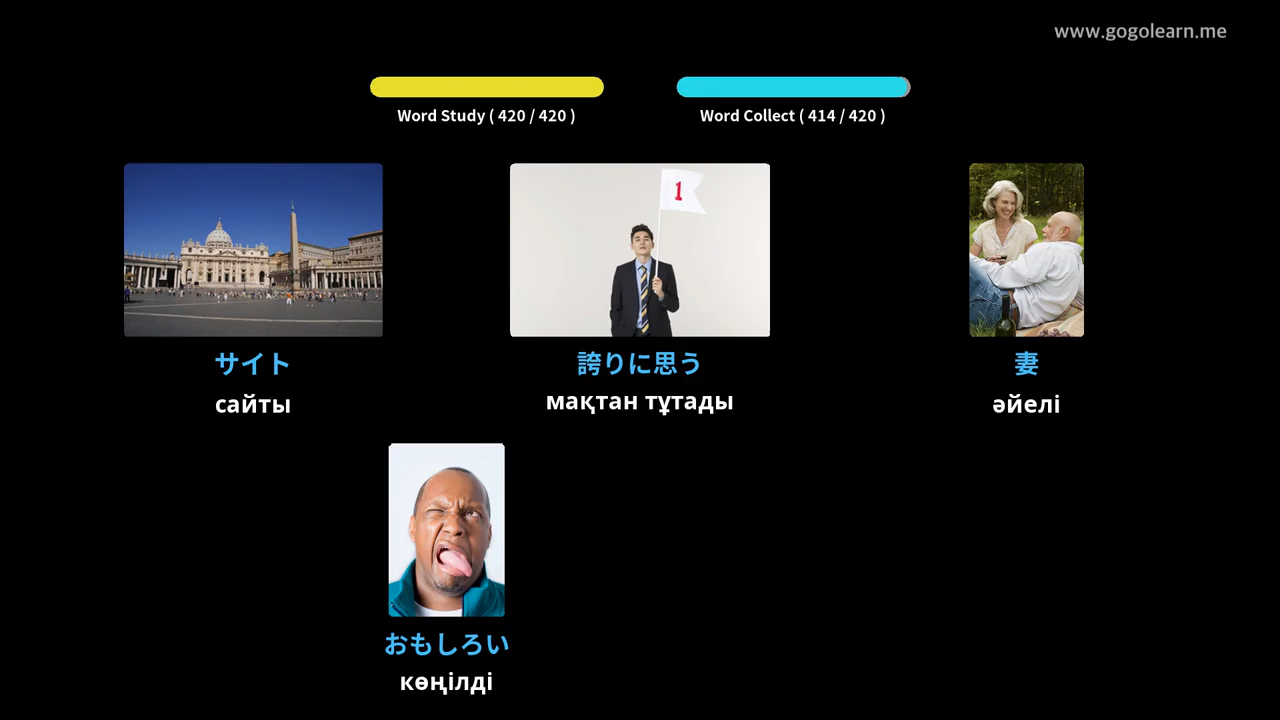 www.gogolearn.me
Word Study ( 420 / 420 )
Word Collect ( 414 / 420 )
1
サイト
сайты
誇りに思う
мақтан тұтады
妻
әйелі
おもしろい
көңілді